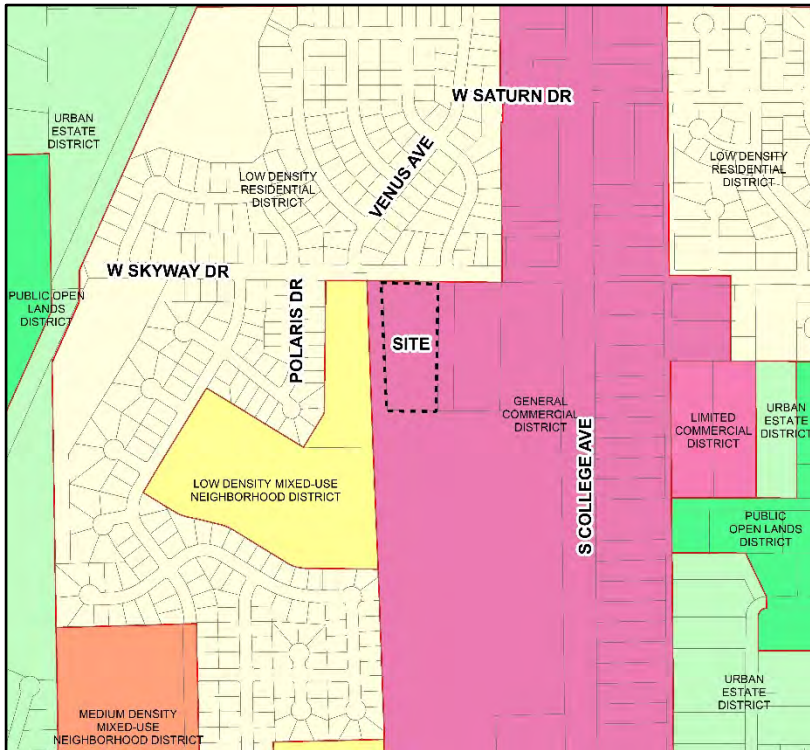 W SATURN DR
URBAN
ESTATE
DISTRICT
VENUS AVE
LOW DENSITY
RESIDENTIAL
DISTRICT
LOW DENSITY
RESIDENTIAL
DISTRICT
W SKYWAY DR
PUBLIC OPEN
LANDS
DISTRICT
POLARIS DR
SITE
GENERAL
COMMERCIAL
DISTRICT
S COLLEGE AVE
LIMITED
COMMERCIAL
DISTRICT
URBAN
ESTATE
DISTRICT
LOW DENSITY MIXED-USE
NEIGHBORHOOD DISTRICT
PUBLIC
OPEN LANDS
DISTRICT
URBAN
ESTATE
DISTRICT
MEDIUM DENSITY
MIXED-USE
NEIGHBORHOOD DISTRICT